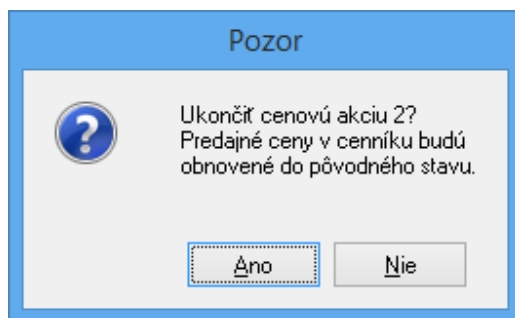 Pozor
Ukončiť cenovú akciu 2?
Predajné ceny v cenníku budú
obnovené do pôvodného stavu.
Ano
Nie